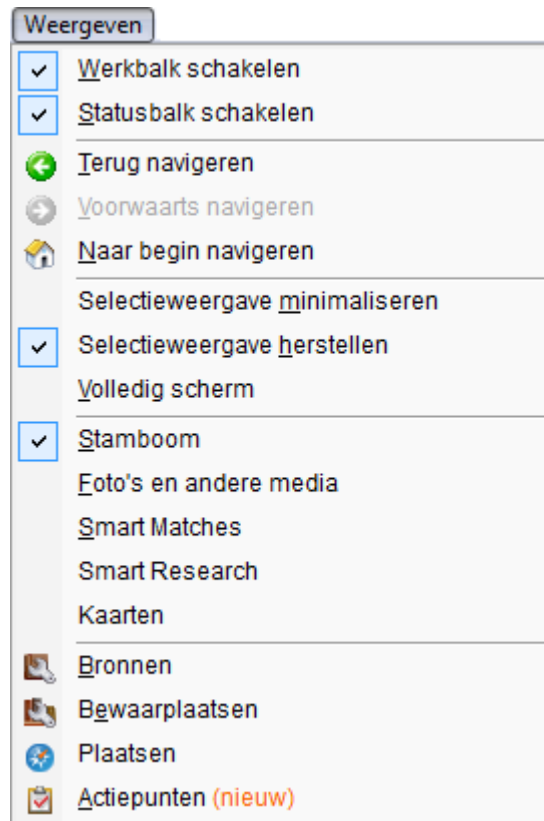 Weergeven
Werkbalk schakelen
Statusbalk schakelen
Terug navigeren
Voorwaarts navigeren
Naar begin navigeren
Selectieweergave minimaliseren
Selectieweergave herstellen
Volledig scherm
Stamboom
Foto's en andere media
Smart Matches
Smart Research
Kaarten
Bronnen
Bewaarplaatsen
Plaatsen
Actiepunten (nieuw)